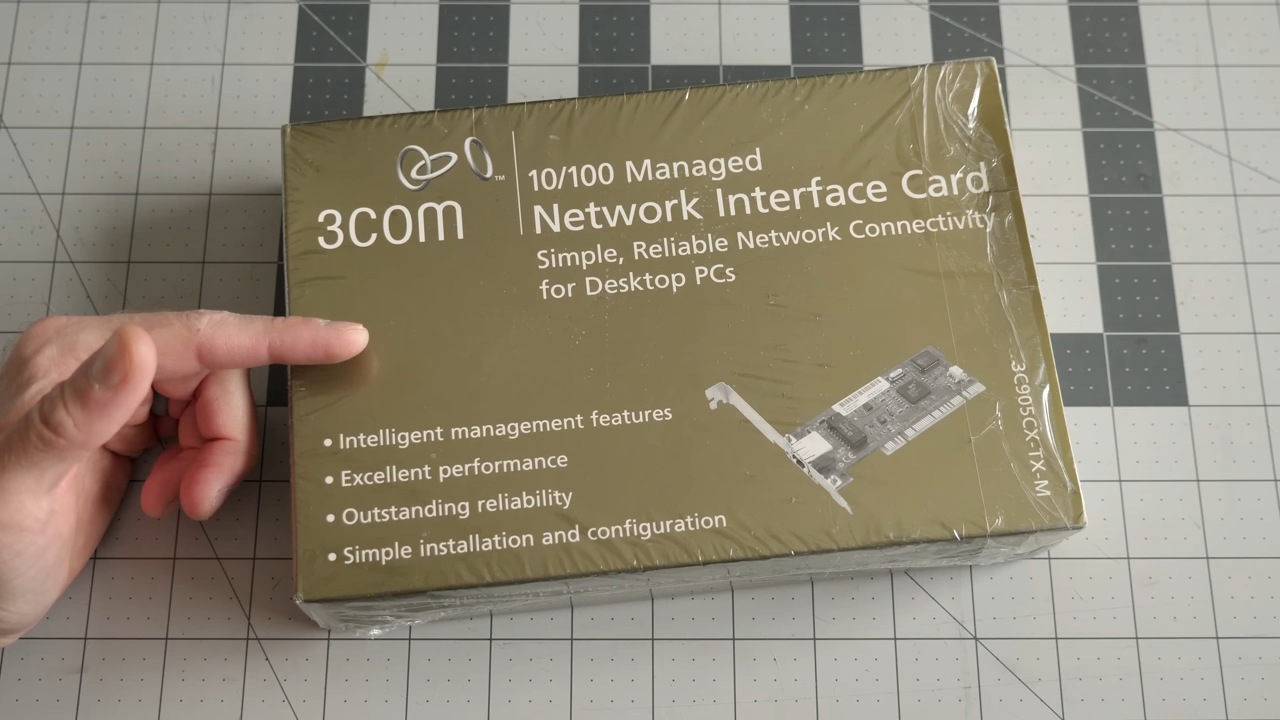 3COM
™
10/100 Managed
Network Interface Card
Simple, Reliable Network Connectivity
for Desktop PCs
• Intelligent management features
• Excellent performance
• Outstanding reliability
• Simple installation and configuration
3C905CX-TX-M